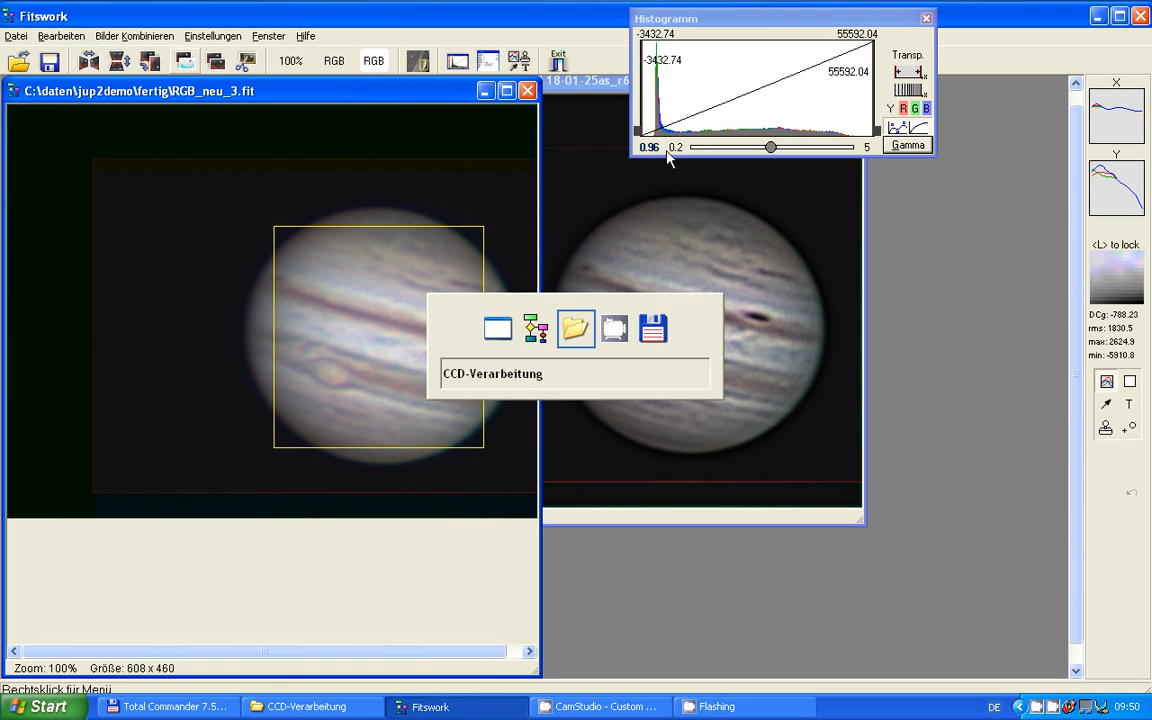 Fitswork
Datei Bearbeiten Bilder Kombinieren Einstellungen Fenster Hilfe
100% RGB RGB Exit
C:\daten\jup2demo\fertig\RGB_neu_3.fit
18-01-25as_r6
Histogramm
-3432.74 55592.04
-3432.74
55592.04
Transp.
Y R G B
0.96 0.2 5 Gamma
X
Y
<L> to lock
DCg: -788.23
rms: 1830.5
max: 2624.9
min: -5910.8
T
CCD-Verarbeitung
Zoom: 100% Größe: 608 x 460
Rechtsklick für Menü
Start Total Commander 7.5... CCD-Verarbeitung Fitswork CamStudio - Custom ... Flashing DE 09:50